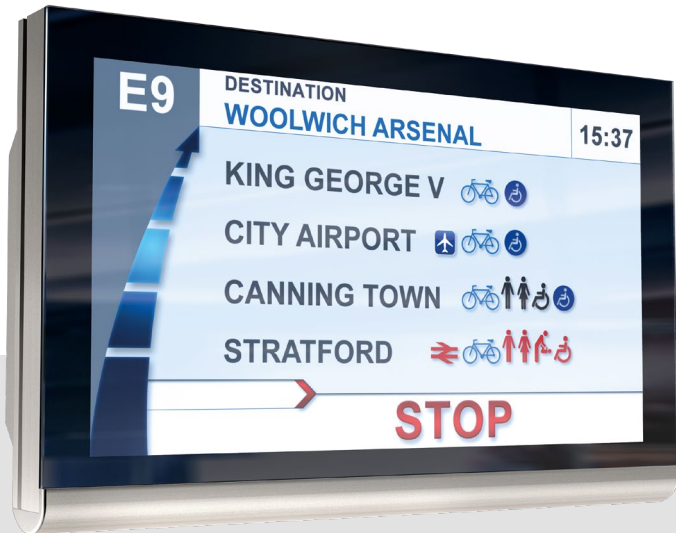 E9
DESTINATION
WOOLWICH ARSENAL
15:37
KING GEORGE V
CITY AIRPORT
CANNING TOWN
STRATFORD
STOP